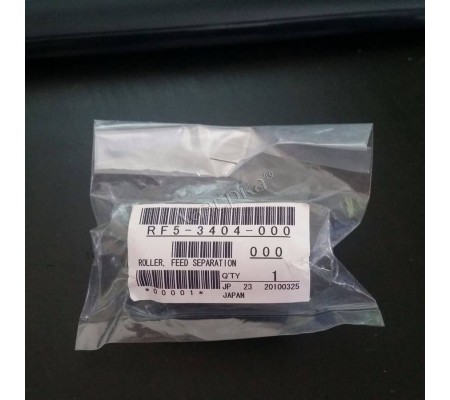 RF5-3404-000
000
ROLLER, FEED SEPARATION
Q'TY 1
*00001* JP 23 20100325
JAPAN